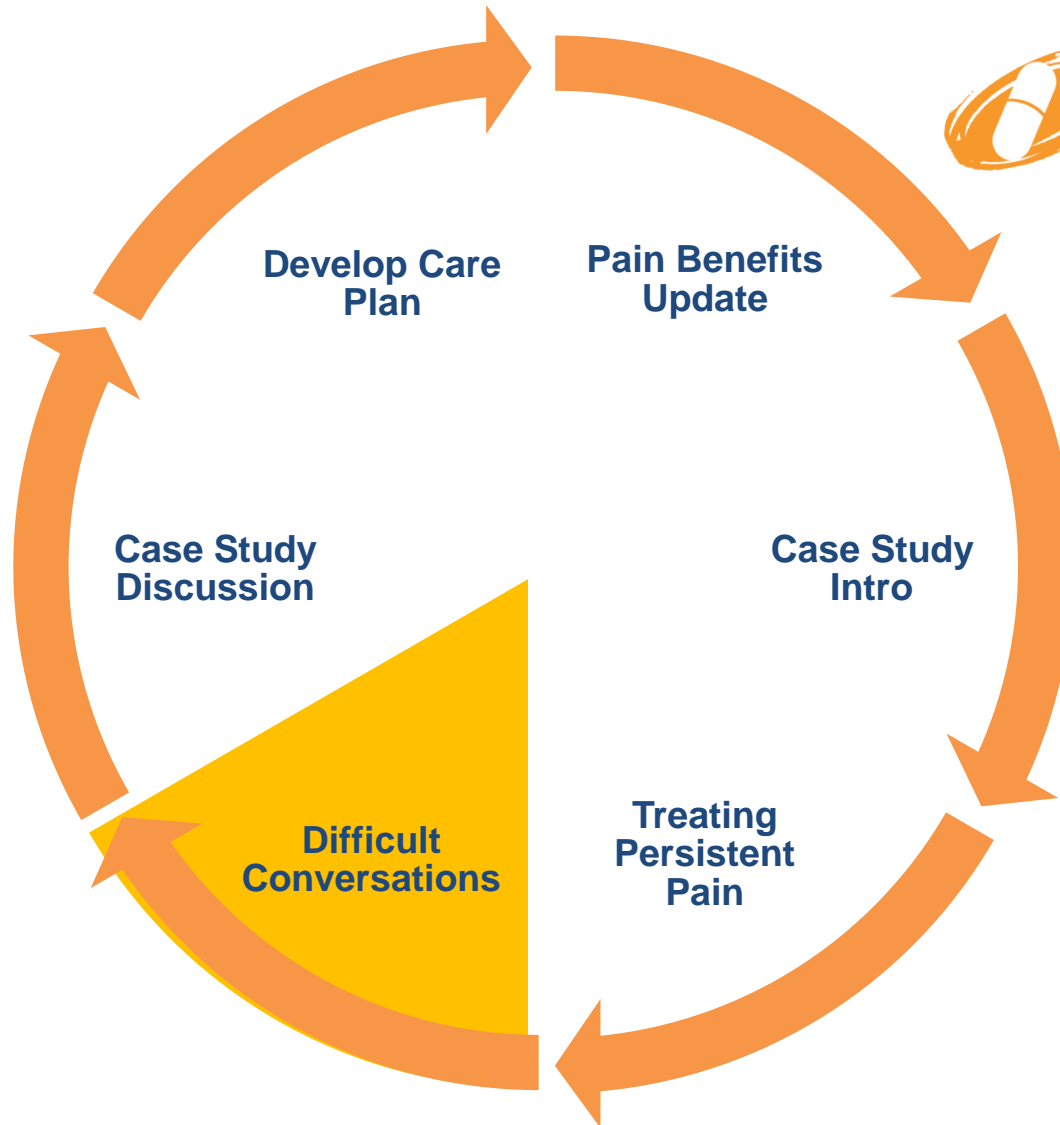 Develop Care
Plan
Pain Benefits
Update
Case Study
Discussion
Case Study
Intro
Difficult
Conversations
Treating
Persistent
Pain